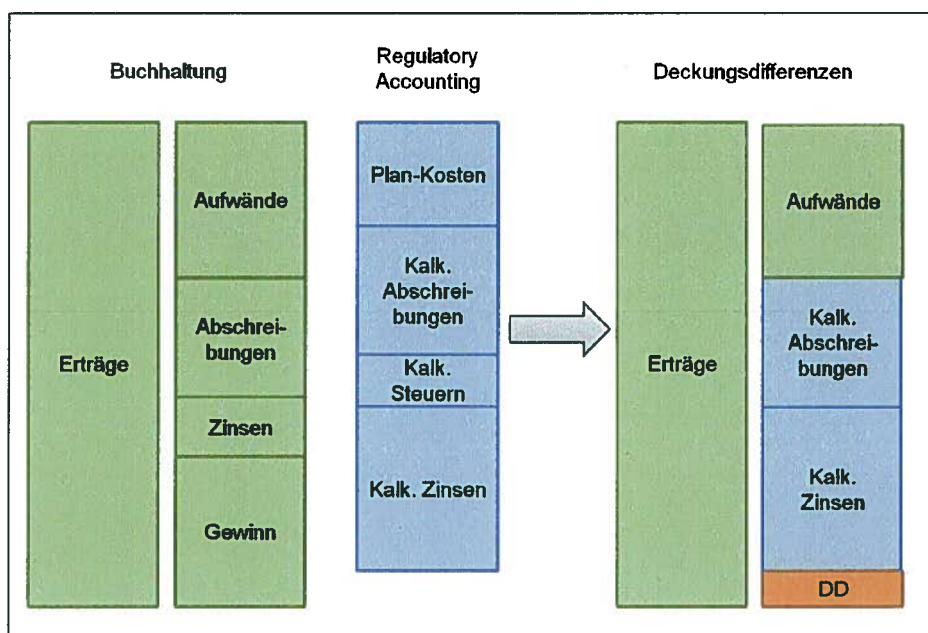 Buchhaltung
Regulatory
Accounting
Deckungsdifferenzen
Erträge
Aufwände
Abschrei-
bungen
Zinsen
Gewinn
Plan-Kosten
Kalk.
Abschrei-
bungen
Kalk.
Steuern
Kalk. Zinsen
Erträge
Aufwände
Kalk.
Abschrei-
bungen
Kalk.
Zinsen
DD